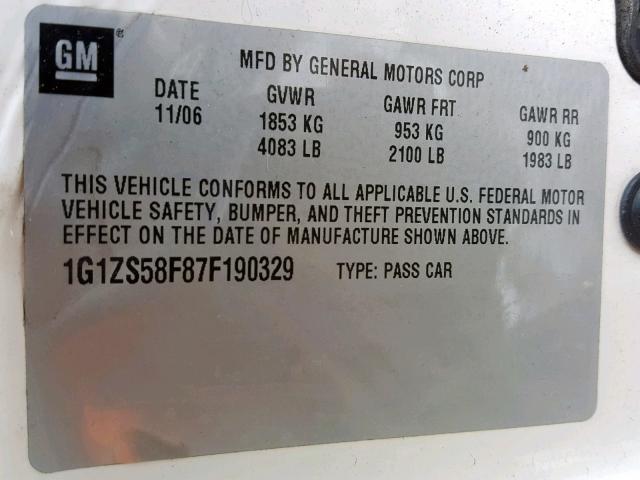 GM ®
MFD BY GENERAL MOTORS CORP
DATE GVWR GAWR FRT GAWR RR
11/06 1853 KG 953 KG 900 KG
4083 LB 2100 LB 1983 LB
THIS VEHICLE CONFORMS TO ALL APPLICABLE U.S. FEDERAL MOTOR
VEHICLE SAFETY, BUMPER, AND THEFT PREVENTION STANDARDS IN
EFFECT ON THE DATE OF MANUFACTURE SHOWN ABOVE.
1G1ZS58F87F190329 TYPE: PASS CAR